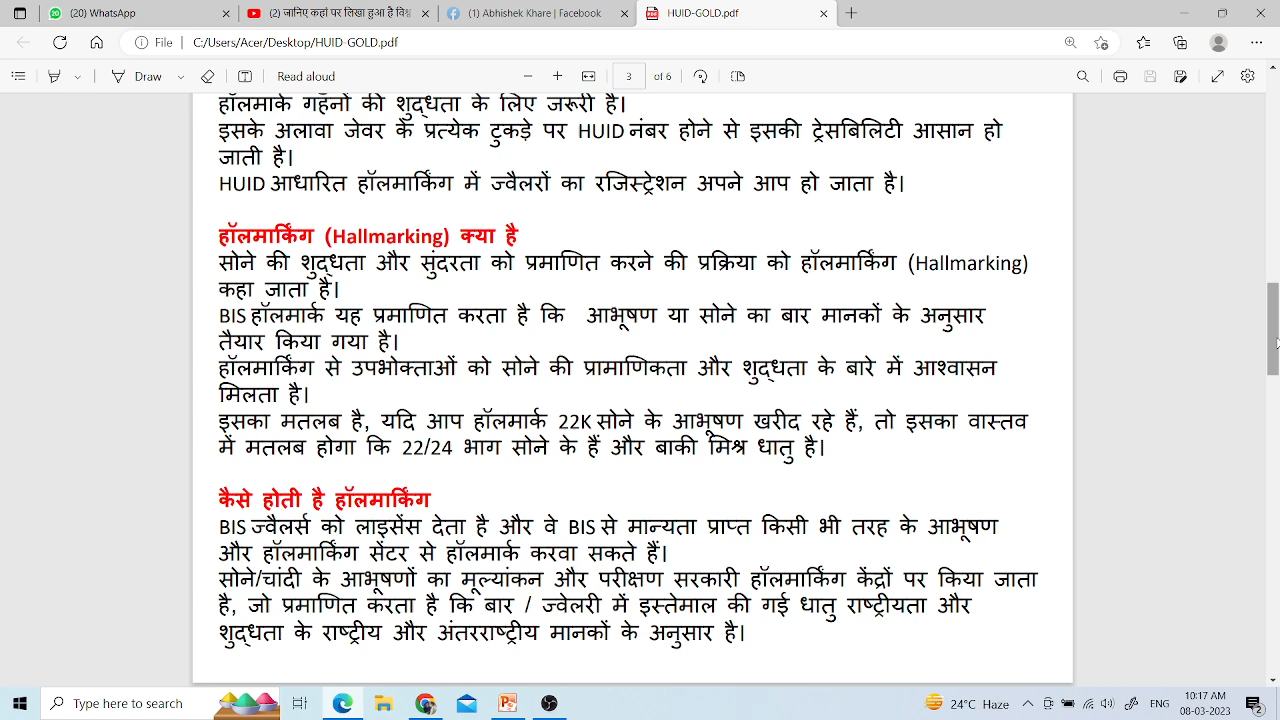 (20) WhatsApp
(2) जानिए कहाँ पर लिखा हुआ है विश्व
(1) Abhishek Khare | Facebook
HUID-GOLD.pdf
File
C:/Users/Acer/Desktop/HUID-GOLD.pdf
Draw
Read aloud
3
of 6
हॉलमार्क गहनों की शुद्धता के लिए जरूरी है।
इसके अलावा जेवर के प्रत्येक टुकड़े पर HUID नंबर होने से इसकी ट्रेसबिलिटी आसान हो
जाती है।
HUID आधारित हॉलमार्किंग में ज्वैलरों का रजिस्ट्रेशन अपने आप हो जाता है।
हॉलमार्किंग (Hallmarking) क्या है
सोने की शुद्धता और सुंदरता को प्रमाणित करने की प्रक्रिया को हॉलमार्किंग (Hallmarking)
कहा जाता है।
BIS हॉलमार्क यह प्रमाणित करता है कि आभूषण या सोने का बार मानकों के अनुसार
तैयार किया गया है।
हॉलमार्किंग से उपभोक्ताओं को सोने की प्रामाणिकता और शुद्धता के बारे में आश्वासन
मिलता है।
इसका मतलब है, यदि आप हॉलमार्क 22K सोने के आभूषण खरीद रहे हैं, तो इसका वास्तव
में मतलब होगा कि 22/24 भाग सोने के हैं और बाकी मिश्र धातु है।
कैसे होती है हॉलमार्किंग
BIS ज्वैलर्स को लाइसेंस देता है और वे BIS से मान्यता प्राप्त किसी भी तरह के आभूषण
और हॉलमार्किंग सेंटर से हॉलमार्क करवा सकते हैं।
सोने/चांदी के आभूषणों का मूल्यांकन और परीक्षण सरकारी हॉलमार्किंग केंद्रों पर किया जाता
है, जो प्रमाणित करता है कि बार / ज्वेलरी में इस्तेमाल की गई धातु राष्ट्रीयता और
शुद्धता के राष्ट्रीय और अंतरराष्ट्रीय मानकों के अनुसार है।
Type here to search
24°C Haze
ENG
10:17 AM
08-03-2023
2